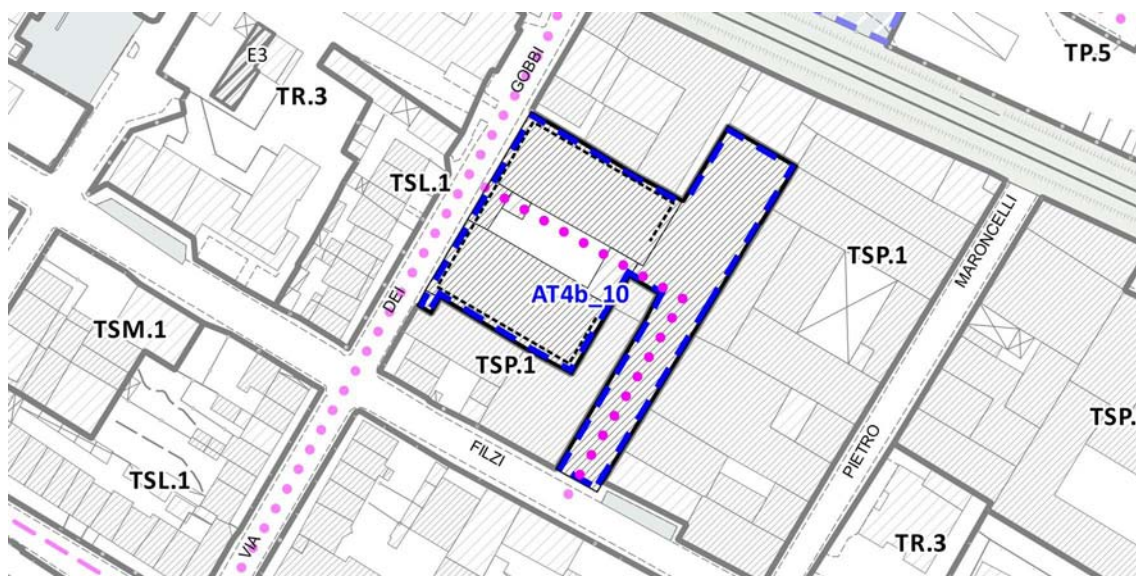 E3
TR.3
GOBBI
TP.5
TSL.1
DEI
MARONCELLI
TSP.1
AT4b_10
TSM.1
TSP.1
TSP.
FILZI
PIETRO
TSL.1
VIA
TR.3